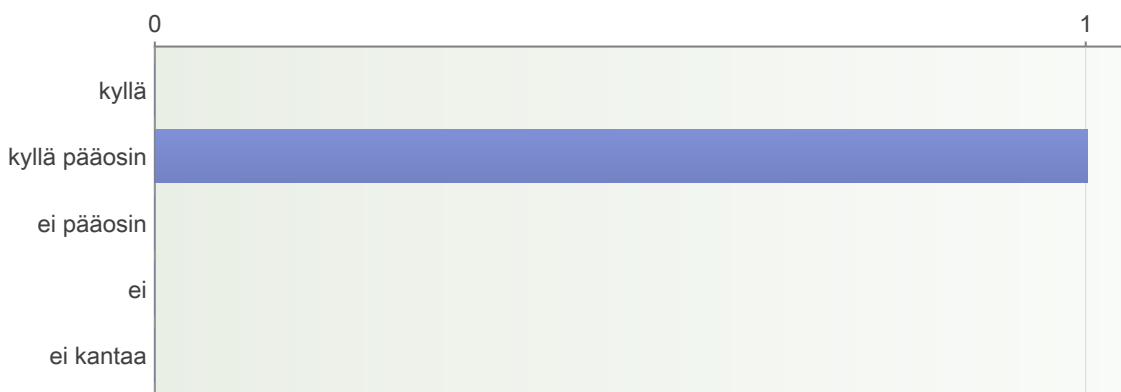 0 1
kyllä
kyllä pääosin
ei pääosin
ei
ei kantaa